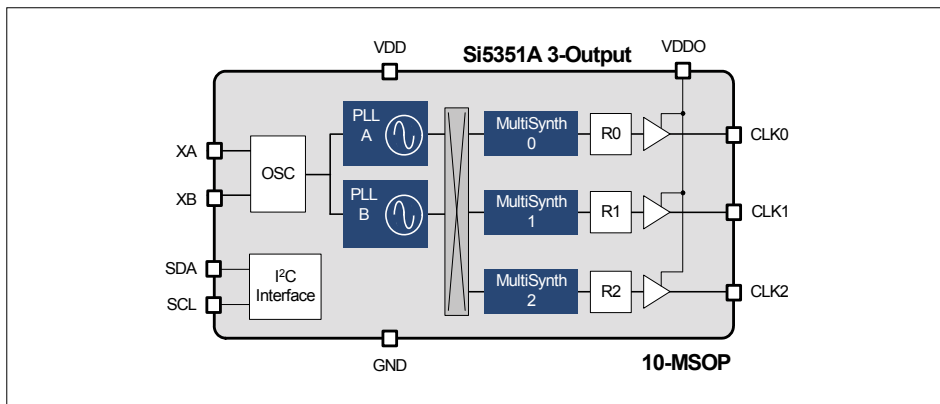 VDD
Si5351A 3-Output
VDDO
XA
XB
OSC
PLL
A
PLL
B
MultiSynth
0
R0
CLK0
MultiSynth
1
R1
CLK1
MultiSynth
2
R2
CLK2
SDA
SCL
I²C
Interface
GND
10-MSOP